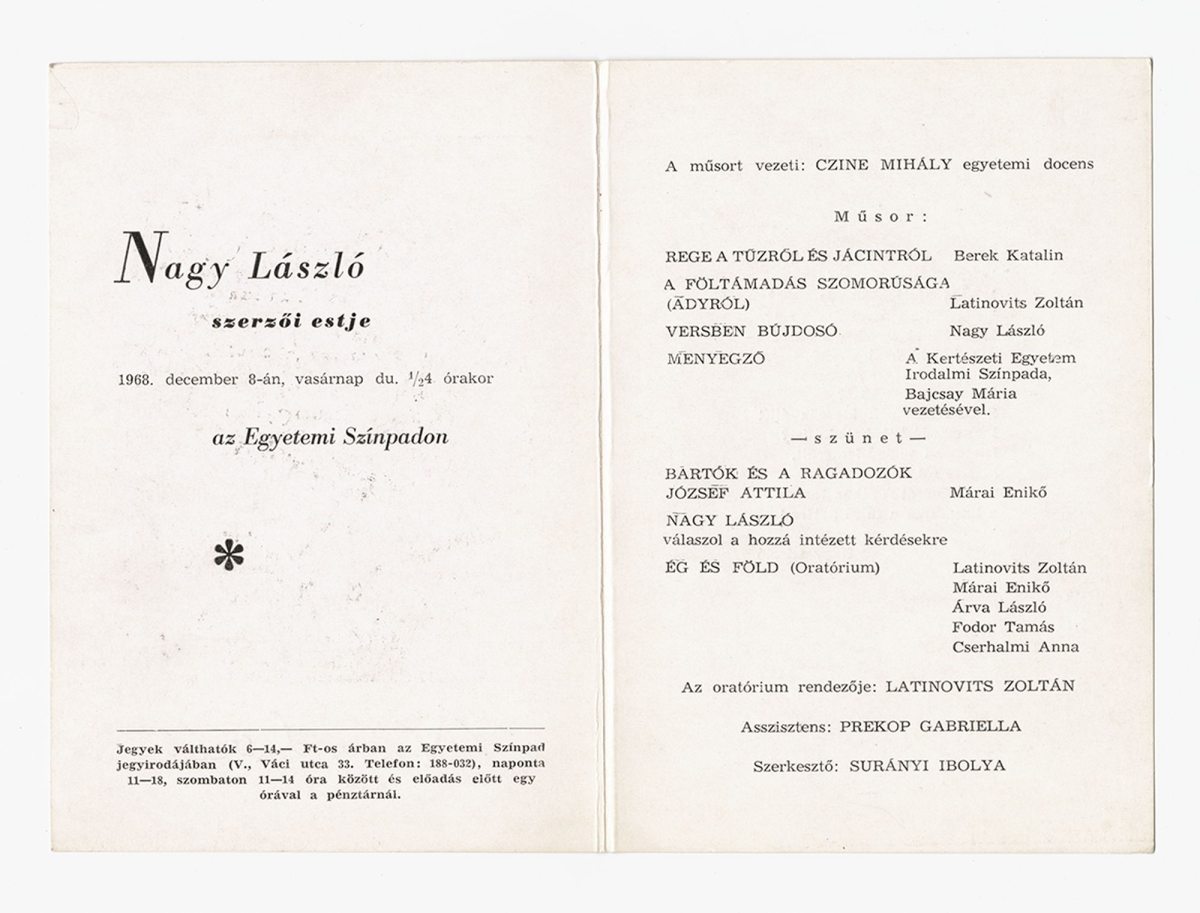 Nagy László
szerzői estje
1968. december 8-án, vasárnap du. 1/24 órakor
az Egyetemi Színpadon
*
Jegyek válthatók 6—14,— Ft-os árban az Egyetemi Színpad
jegyirodájában (V., Váci utca 33. Telefon: 188-032), naponta
11—18, szombaton 11—14 óra között és előadás előtt egy
órával a pénztárnál.
A műsort vezeti: CZINE MIHÁLY egyetemi docens
Műsor:
REGE A TŰZRŐL ÉS JÁCINTRÓL Berek Katalin
A FÖLTÁMADÁS SZOMORÚSÁGA
(ADYRÓL) Latinovits Zoltán
VERSBEN BÚJDOSÓ Nagy László
MENYEGZŐ A Kertészeti Egyetem
Irodalmi Színpada,
Bajcsay Mária
vezetésével.
—szünet—
BARTÓK ÉS A RAGADOZÓK
JÓZSEF ATTILA Márai Enikő
NAGY LÁSZLÓ
válaszol a hozzá intézett kérdésekre
ÉG ÉS FÖLD (Oratórium) Latinovits Zoltán
Márai Enikő
Árva László
Fodor Tamás
Cserhalmi Anna
Az oratórium rendezője: LATINOVITS ZOLTÁN
Asszisztens: PREKOP GABRIELLA
Szerkesztő: SURÁNYI IBOLYA